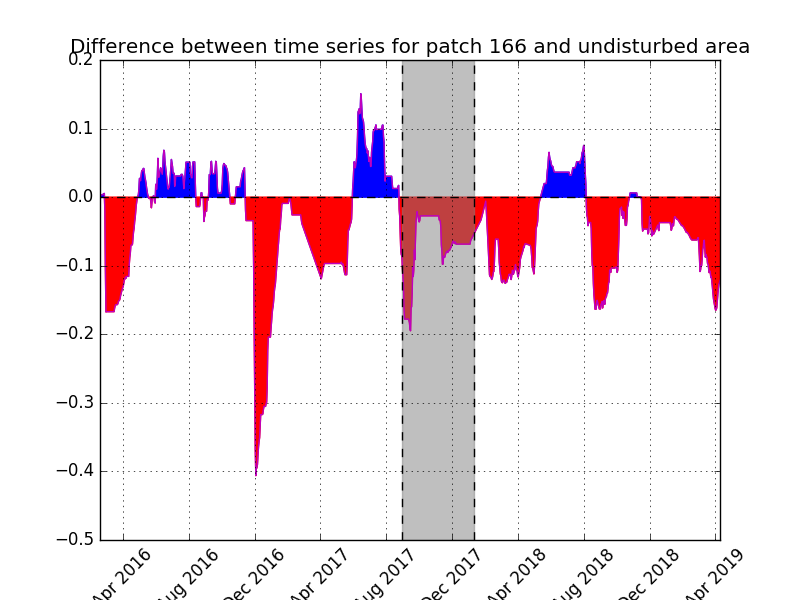 Difference between time series for patch 166 and undisturbed area
0.2
0.1
0.0
−0.1
−0.2
−0.3
−0.4
−0.5
Apr 2016
Aug 2016
Dec 2016
Apr 2017
Aug 2017
Dec 2017
Apr 2018
Aug 2018
Dec 2018
Apr 2019